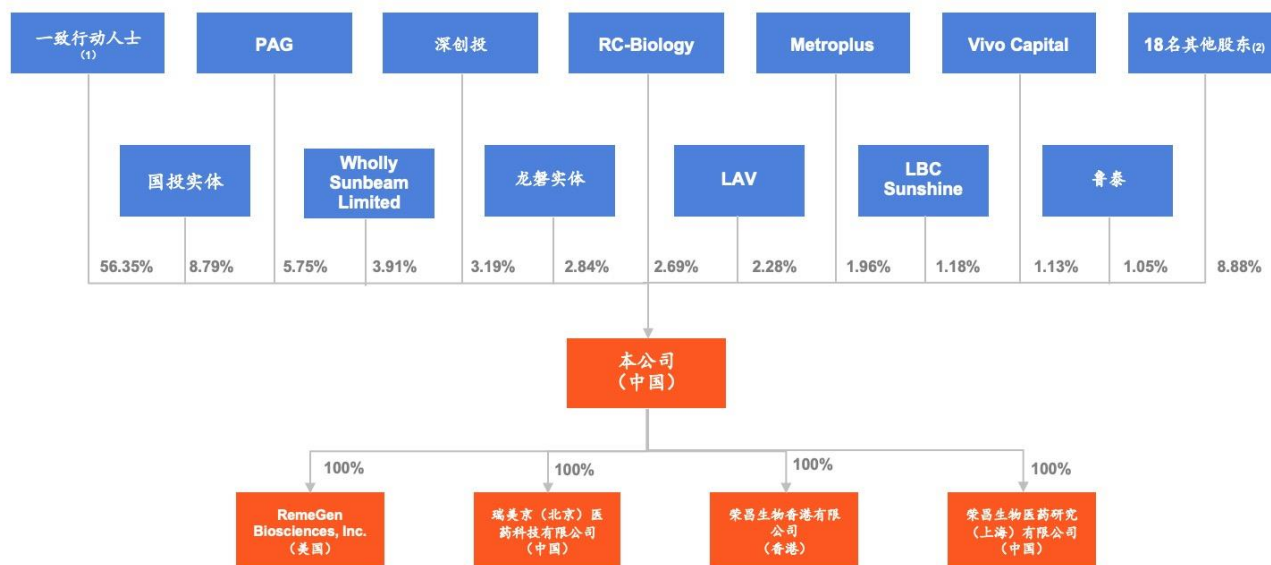 一致行动人士
(1)
PAG
深创投
RC-Biology
Metroplus
Vivo Capital
18名其他股东(2)
国投实体
Wholly
Sunbeam
Limited
龙磐实体
LAV
LBC
Sunshine
鲁泰
56.35%
8.79%
5.75%
3.91%
3.19%
2.84%
2.69%
2.28%
1.96%
1.18%
1.13%
1.05%
8.88%
本公司
（中国）
100%
100%
100%
100%
RemeGen
Biosciences, Inc.
（美国）
瑞美京（北京）医
药科技有限公司
（中国）
荣昌生物香港有限
公司
（香港）
荣昌生物医药研究
（上海）有限公司
（中国）